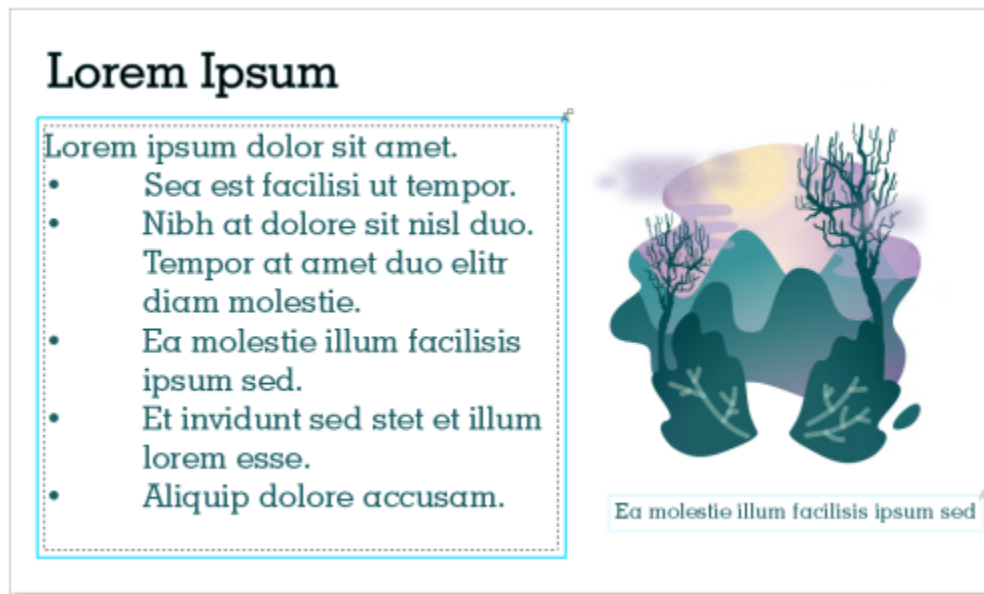 Lorem Ipsum
Lorem ipsum dolor sit amet.
• Sea est facilisi ut tempor.
• Nibh at dolore sit nisl duo.
Tempor at amet duo elitr
diam molestie.
• Ea molestie illum facilisis
ipsum sed.
• Et invidunt sed stet et illum
lorem esse.
• Aliquip dolore accusam.
Ea molestie illum facilisis ipsum sed